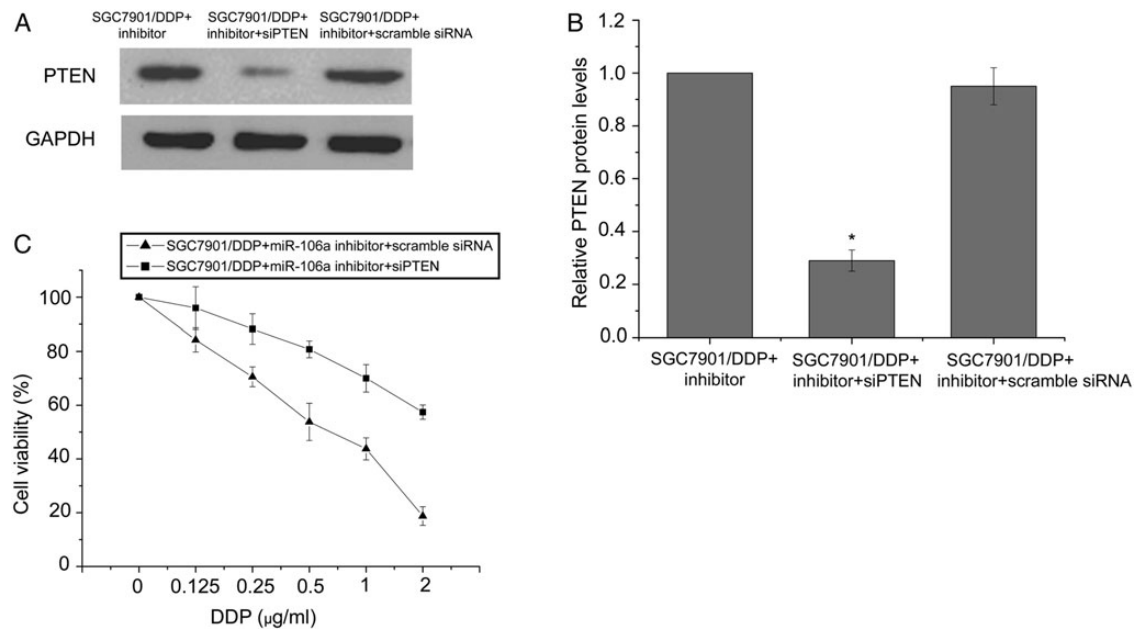 A
SGC7901/DDP+
inhibitor
SGC7901/DDP+
inhibitor+siPTEN
SGC7901/DDP+
inhibitor+scramble siRNA
PTEN
GAPDH
B
1.2
1.0
0.8
0.6
0.4
0.2
0.0
Relative PTEN protein levels
*
SGC7901/DDP+
inhibitor
SGC7901/DDP+
inhibitor+siPTEN
SGC7901/DDP+
inhibitor+scramble siRNA
C
SGC7901/DDP+miR-106a inhibitor+scramble siRNA
SGC7901/DDP+miR-106a inhibitor+siPTEN
100
80
60
40
20
0
Cell viability (%)
0
0.125
0.25
0.5
1
2
DDP (μg/ml)